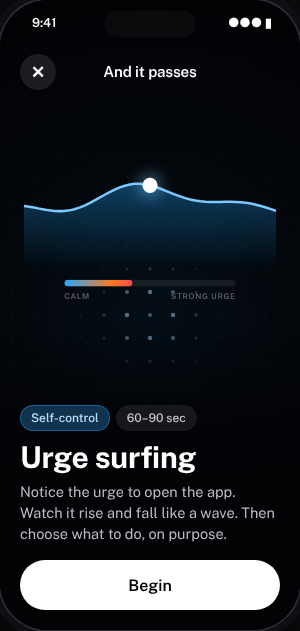 9:41
And it passes
CALM STRONG URGE
Self-control 60–90 sec
Urge surfing
Notice the urge to open the app.
Watch it rise and fall like a wave. Then
choose what to do, on purpose.
Begin